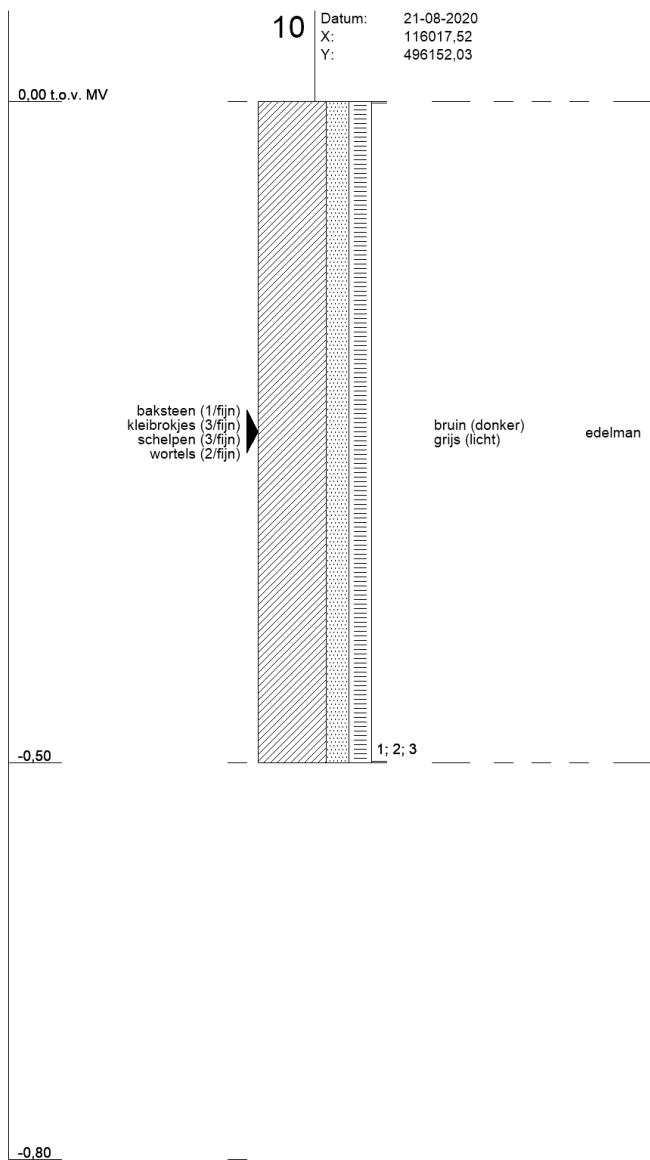 10
Datum: 21-08-2020
X: 116017,52
Y: 496152,03
0,00 t.o.v. MV
baksteen (1/fijn)
kleibrokjes (3/fijn)
schelpen (3/fijn)
wortels (2/fijn)
bruin (donker)
grijs (licht)
edelman
1; 2; 3
-0,50
-0,80